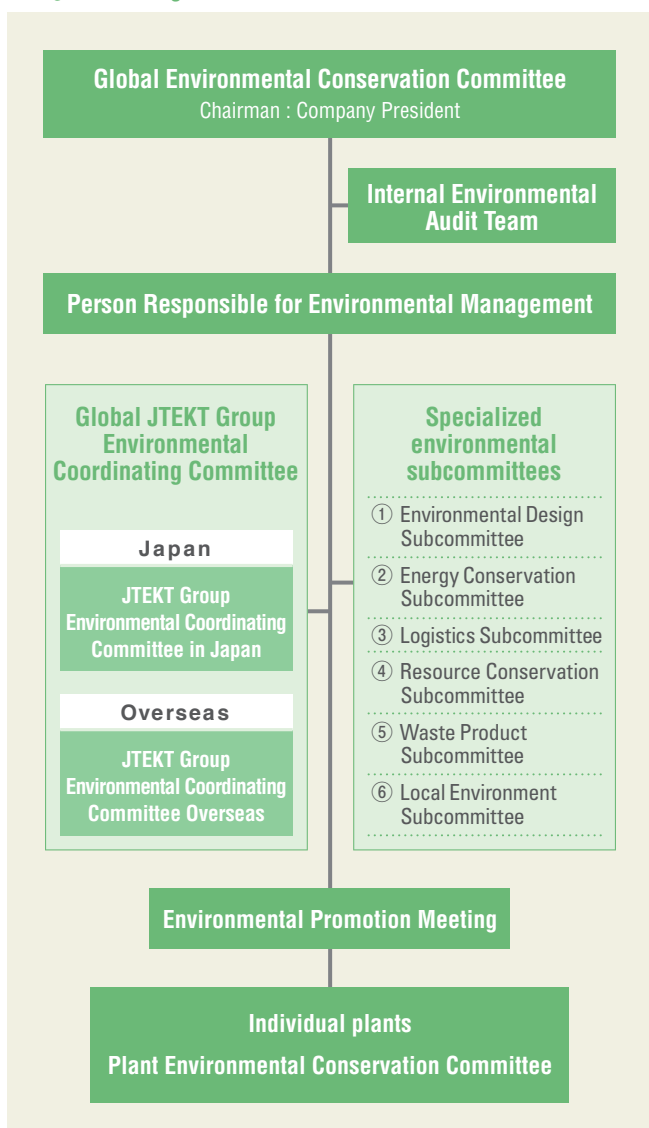 Global Environmental Conservation Committee
Chairman : Company President
Internal Environmental
Audit Team
Person Responsible for Environmental Management
Global JTEKT Group
Environmental
Coordinating Committee
Japan
JTEKT Group
Environmental Coordinating
Committee in Japan
Overseas
JTEKT Group
Environmental Coordinating
Committee Overseas
Specialized
environmental
subcommittees
① Environmental Design
Subcommittee
② Energy Conservation
Subcommittee
③ Logistics Subcommittee
④ Resource Conservation
Subcommittee
⑤ Waste Product
Subcommittee
⑥ Local Environment
Subcommittee
Environmental Promotion Meeting
Individual plants
Plant Environmental Conservation Committee